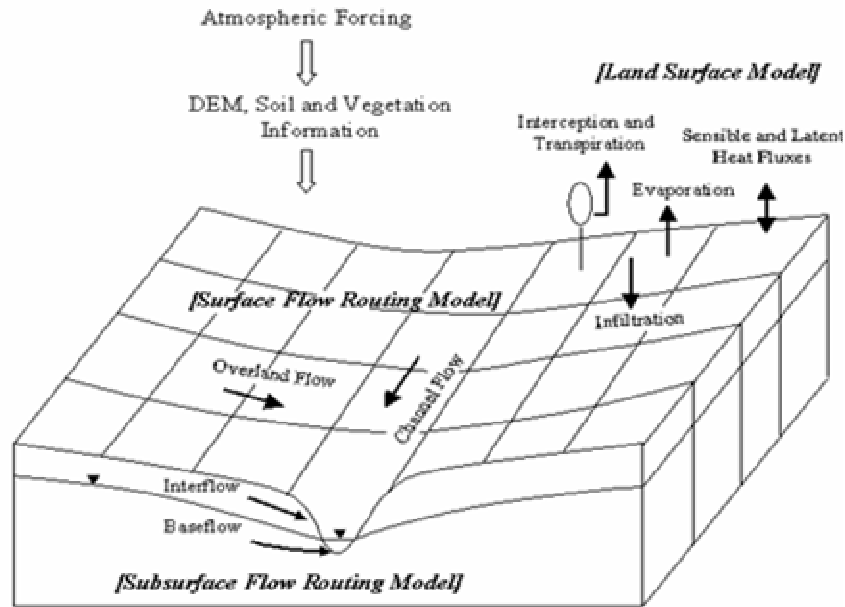 Atmospheric Forcing
[Land Surface Model]
DEM, Soil and Vegetation
Information
Interception and
Transpiration
Sensible and Latent
Heat Fluxes
Evaporation
[Surface Flow Routing Model]
Infiltration
Overland Flow
Channel Flow
Interflow
Baseflow
[Subsurface Flow Routing Model]